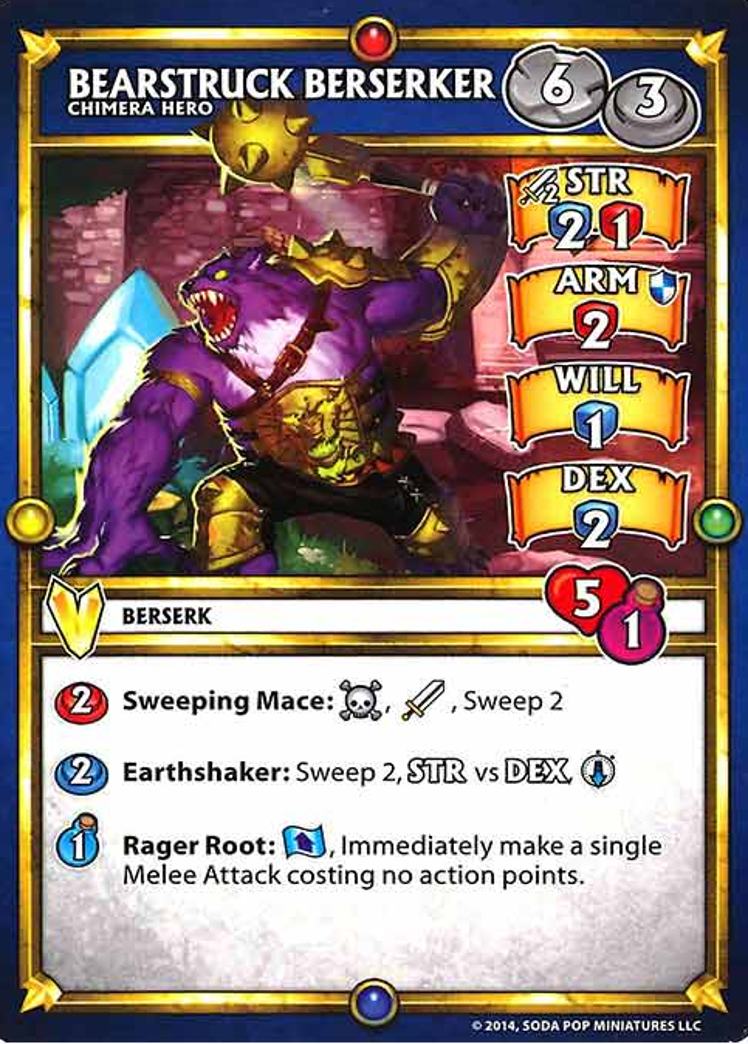 BEARSTRUCK BERSERKER
CHIMERA HERO
6
3
2 STR
2 1
ARM
2
WILL
1
DEX
2
BERSERK
5
1
2 Sweeping Mace: , , Sweep 2
2 Earthshaker: Sweep 2, STR vs DEX,
1 Rager Root: , Immediately make a single
Melee Attack costing no action points.
© 2014, SODA POP MINIATURES LLC